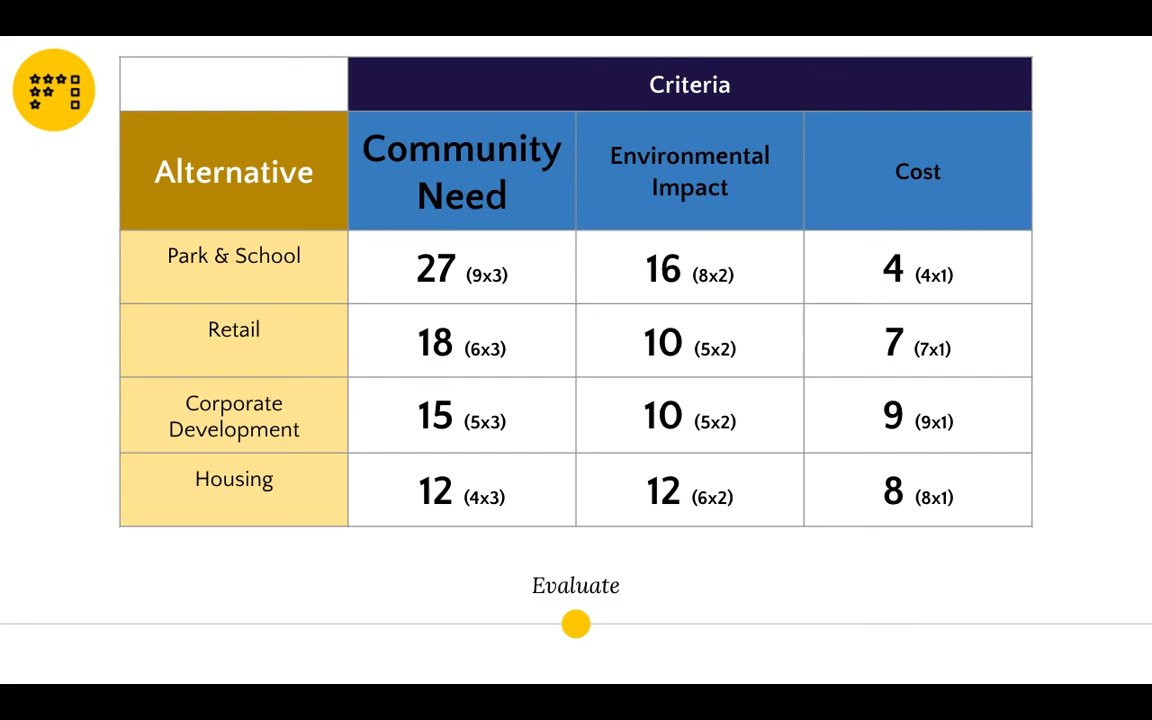 Criteria
Alternative
Community
Need
Environmental
Impact
Cost
Park & School
27 (9x3)
16 (8x2)
4 (4x1)
Retail
18 (6x3)
10 (5x2)
7 (7x1)
Corporate
Development
15 (5x3)
10 (5x2)
9 (9x1)
Housing
12 (4x3)
12 (6x2)
8 (8x1)
Evaluate